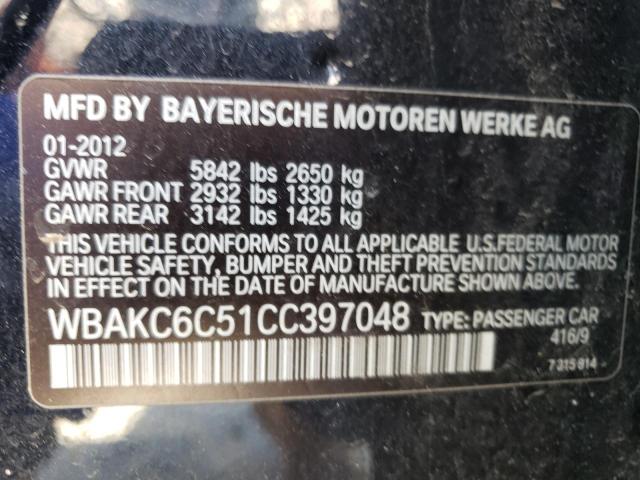 MFD BY BAYERISCHE MOTOREN WERKE AG
01-2012
GVWR 5842 lbs 2650 kg
GAWR FRONT 2932 lbs 1330 kg
GAWR REAR 3142 lbs 1425 kg
THIS VEHICLE CONFORMS TO ALL APPLICABLE U.S.FEDERAL MOTOR
VEHICLE SAFETY, BUMPER AND THEFT PREVENTION STANDARDS
IN EFFECT ON THE DATE OF MANUFACTURE SHOWN ABOVE.
WBAKC6C51CC397048 TYPE: PASSENGER CAR
416/9
7315814